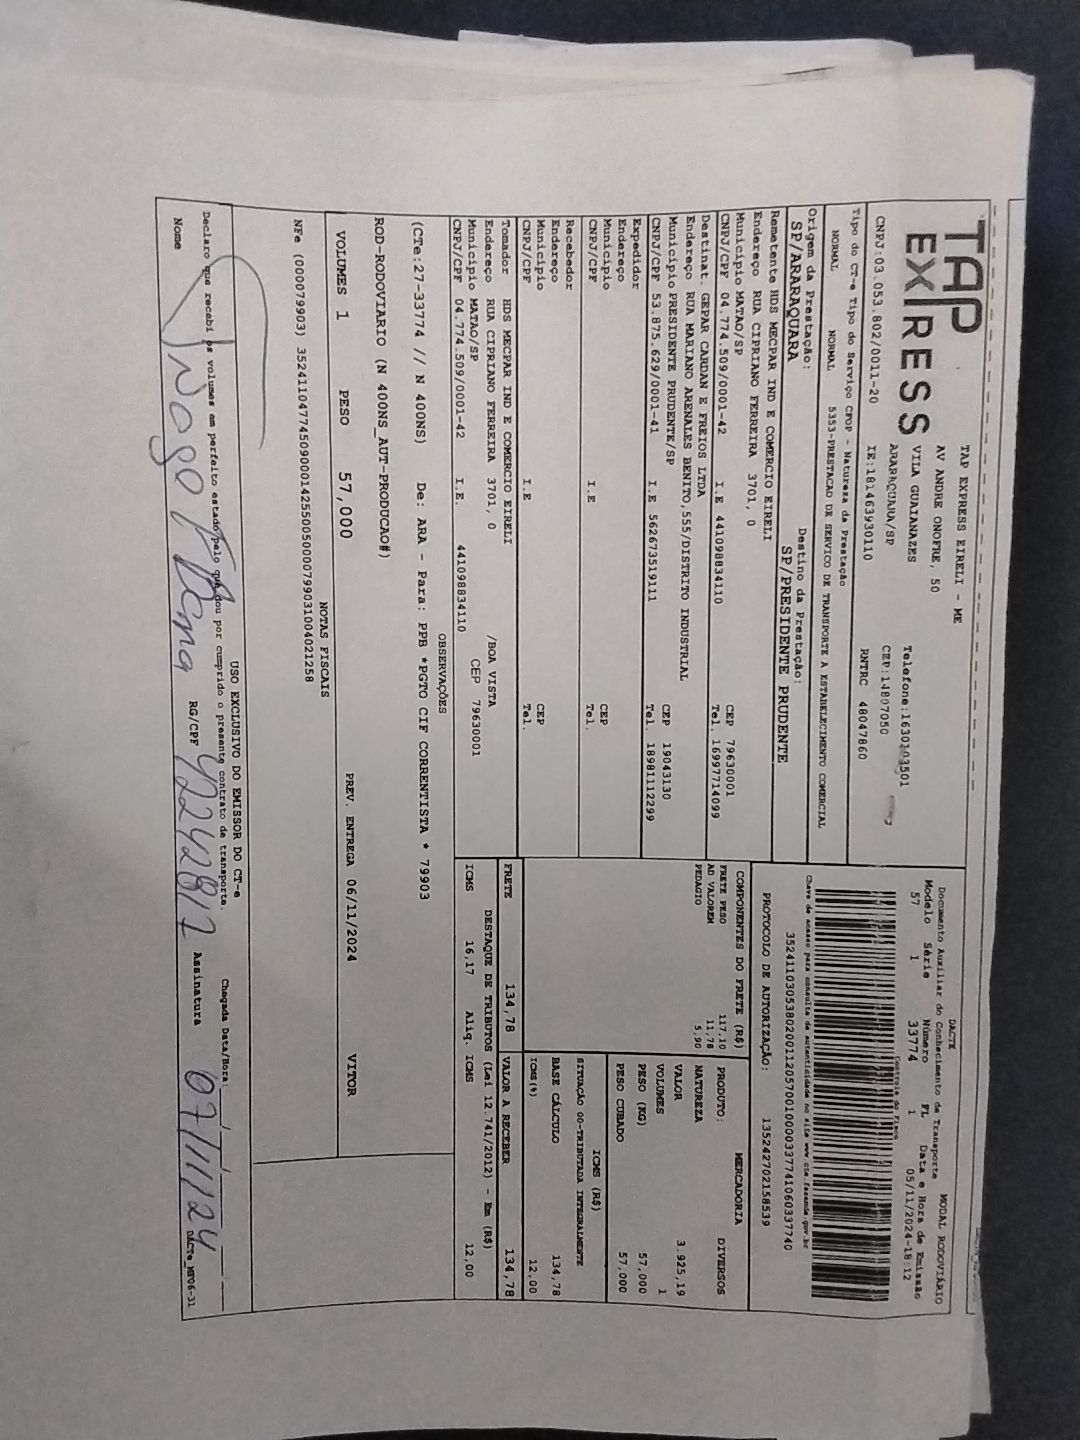 TAP
EXPRESS
TAP EXPRESS EIRELI - ME
AV ANDRE ONOFRE, 50
VILA GUAIANAZES
ARARAQUARA/SP
Telefone:1630103501
CEP:14807050
CNPJ:03.053.802/0011-20 IE:181463930110 RNTRC 48047860
Tipo do CT-e Tipo do Serviço CFOP - Natureza da Prestação
NORMAL NORMAL 5353-PRESTACAO DE SERVICO DE TRANSPORTE A ESTABELECIMENTO COMERCIAL
Origem da Prestação: Destino da Prestação:
SP/ARARAQUARA SP/PRESIDENTE PRUDENTE
Remetente HDS MECPAR IND E COMERCIO EIRELI
Endereço RUA CIPRIANO FERREIRA 3701, 0
Municipio MATAO/SP CEP 79630001
CNPJ/CPF 04.774.509/0001-42 I.E 441098834110 Tel. 16997714099
Destinat. GEPAR CARDAN E FREIOS LTDA
Endereço RUA MARIANO ARENALES BENITO,555/DISTRITO INDUSTRIAL
Municipio PRESIDENTE PRUDENTE/SP CEP 19043130
CNPJ/CPF 53.875.629/0001-41 I.E 562673519111 Tel. 18981112299
Expedidor
Endereço
Municipio CEP
CNPJ/CPF I.E Tel.
Recebedor
Endereço
Municipio CEP
CNPJ/CPF I.E Tel.
Tomador HDS MECPAR IND E COMERCIO EIRELI
Endereço RUA CIPRIANO FERREIRA 3701, 0 /BOA VISTA
Municipio MATAO/SP CEP 79630001
CNPJ/CPF 04.774.509/0001-42 I.E. 441098834110
DACTE MODAL RODOVIÁRIO
Documento Auxiliar do Conhecimento de Transporte
Modelo Série Número FL Data e Hora de Emissão
57 1 33774 1 05/11/2024-18:12
Controle do Fisco
Chave de acesso para consulta de autenticidade no site www.cte.fazenda.gov.br
35241103053802001120570010000337741060337740
PROTOCOLO DE AUTORIZAÇÃO: 135242702158539
COMPONENTES DO FRETE (R$)
FRETE PESO 117,10
AD VALOREM 11,78
PEDAGIO 5,90
MERCADORIA
PRODUTO: DIVERSOS
NATUREZA
VALOR 3.925,19
VOLUMES 1
PESO (KG) 57,000
PESO CUBADO 57,000
ICMS (R$)
SITUAÇÃO 00-TRIBUTADA INTEGRALMENTE
BASE CÁLCULO 134,78
ICMS(%) 12,00
FRETE 134,78 VALOR A RECEBER 134,78
DESTAQUE DE TRIBUTOS (Lei 12.741/2012) - Em (R$)
ICMS 16,17 Aliq. ICMS 12,00
OBSERVAÇÕES
(CTe:27-33774 // N 400NS) De: ARA - Para: PPB *PGTO CIF CORRENTISTA * 79903
ROD-RODOVIARIO (N 400NS_AUT-PRODUCAO#)
VOLUMES 1 PESO 57,000 PREV. ENTREGA 06/11/2024 VITOR
NOTAS FISCAIS
NFe (000079903) 35241104774509000142550050000799031004021258
USO EXCLUSIVO DO EMISSOR DO CT-e
Declaro que recebi os volumes em perfeito estado pelo que dou por cumprido o presente contrato de transporte. Chegada Data/Hora:
Nome RG/CPF Assinatura 07/11/24 DACTe_MP06-31